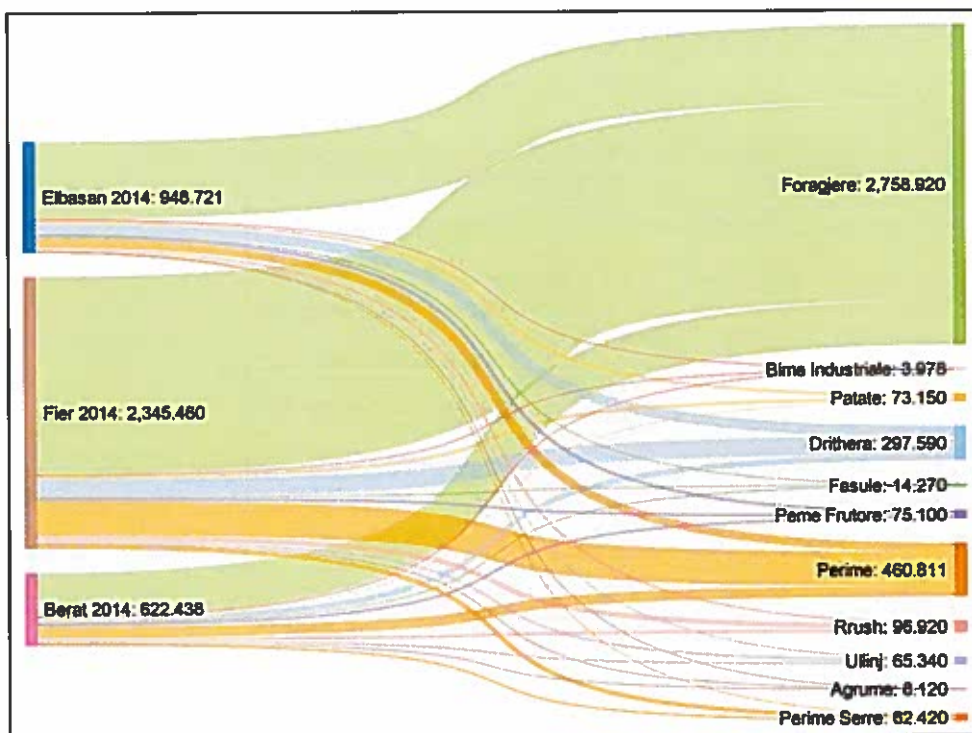 Elbasan 2014: 948.721
Fier 2014: 2,345.460
Berat 2014: 622.438
Foragjere: 2,758.920
Bime Industriale: 3.978
Patate: 73.150
Drithera: 297.590
Fasule: 14.270
Peme Frutore: 75.100
Perime: 460.811
Rrush: 96.920
Ullinj: 65.340
Agrume: 8.120
Perime Serre: 62.420